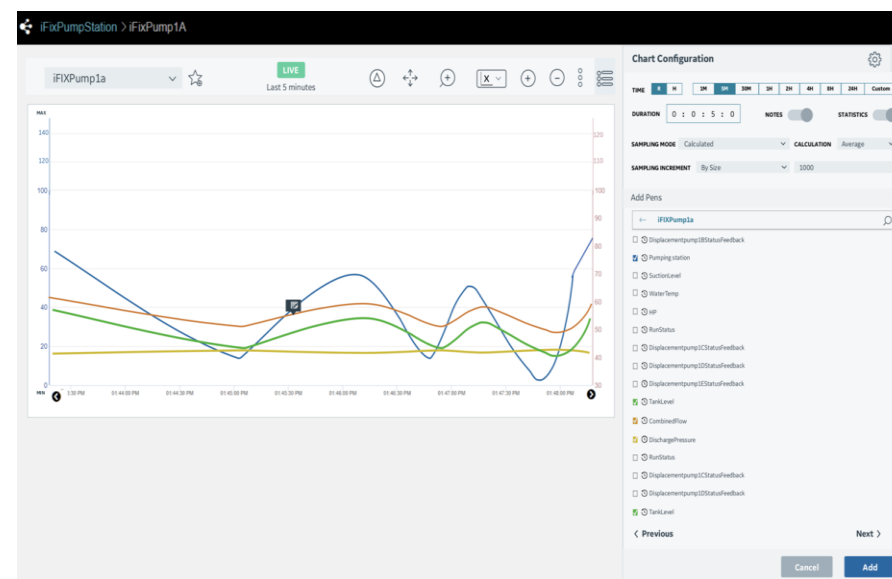 iFixPumpStation > iFixPump1A
iFIXPump1a
LIVE
Last 5 minutes
X
MAX
140
120
100
80
60
40
20
0
MIN
120
110
100
90
80
70
60
50
40
30
1:30 PM 01:44:00 PM 01:44:30 PM 01:45:00 PM 01:45:30 PM 01:46:00 PM 01:46:30 PM 01:47:00 PM 01:47:30 PM 01:48:00 PM
Chart Configuration
TIME R H 1M 5M 30M 1H 2H 4H 8H 24H Custom
DURATION 0 : 0 : 5 : 0 NOTES STATISTICS
SAMPLING MODE Calculated CALCULATION Average
SAMPLING INCREMENT By Size 1000
Add Pens
← iFIXPump1a
Displacementpump1BStatusFeedback
Pumping station
SuctionLevel
WaterTemp
HP
RunStatus
Displacementpump1CStatusFeedback
Displacementpump1DStatusFeedback
Displacementpump1EStatusFeedback
TankLevel
CombinedFlow
DischargePressure
RunStatus
Displacementpump1CStatusFeedback
Displacementpump1DStatusFeedback
TankLevel
< Previous Next >
Cancel Add